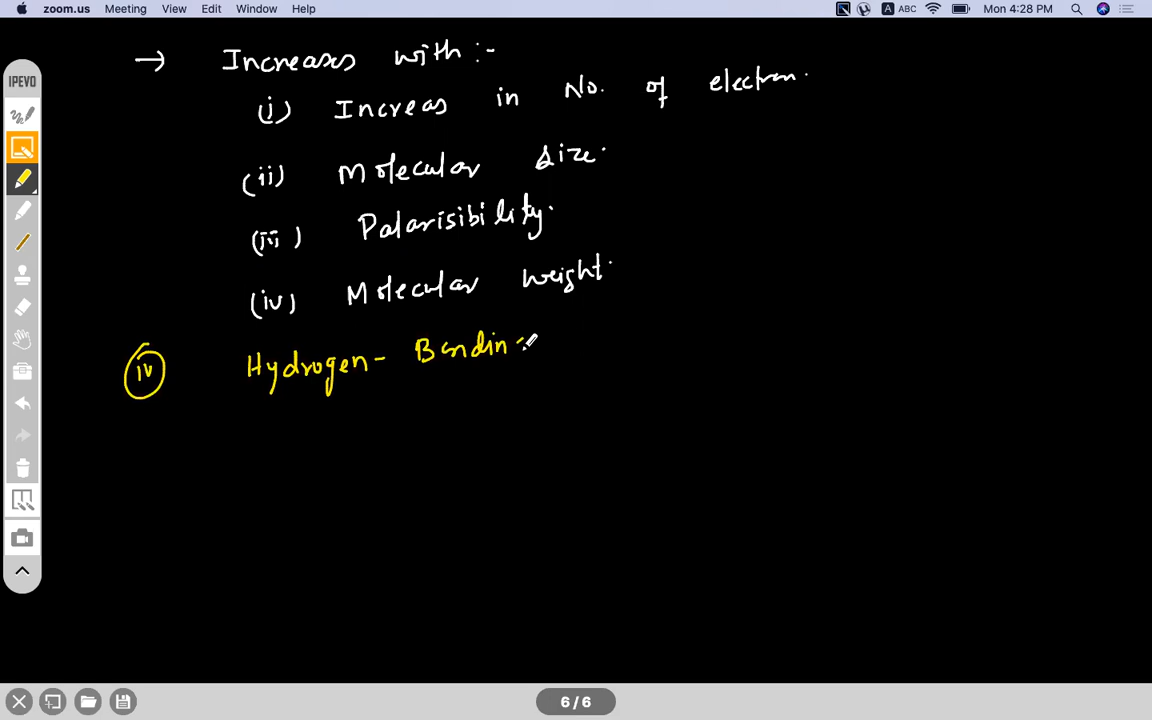 zoom.us Meeting View Edit Window Help ABC Mon 4:28 PM
→ Increases with :-
IPEVO
(i) Increas in No. of electron.
(ii) Molecular size.
(iii) Polarisibility.
(iv) Molecular weight.
(iv) Hydrogen- Bondin
6 / 6